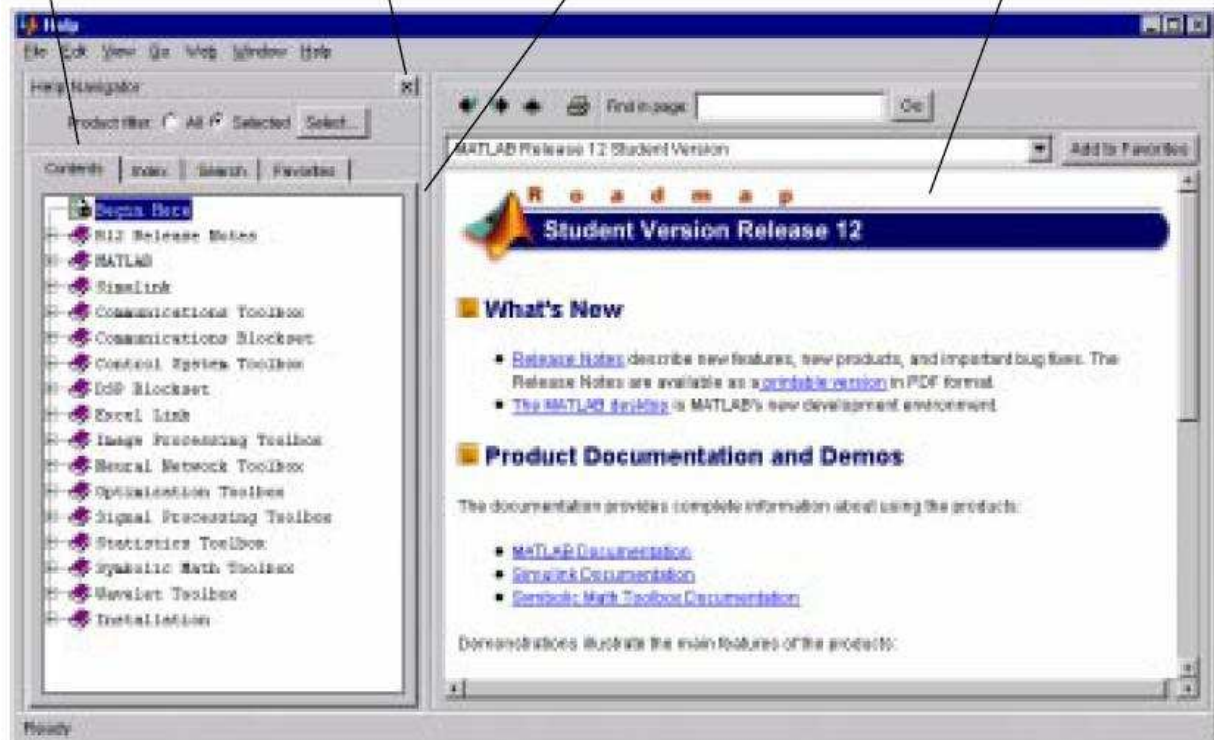 Help
File Edit View Go Web Window Help
Help Navigator
Product filter: All Selected Select...
Contents Index Search Favorites
Begin Here
R12 Release Notes
MATLAB
Simulink
Communications Toolbox
Communications Blockset
Control System Toolbox
DSP Blockset
Excel Link
Image Processing Toolbox
Neural Network Toolbox
Optimization Toolbox
Signal Processing Toolbox
Statistics Toolbox
Symbolic Math Toolbox
Wavelet Toolbox
Installation
Find in page: Go
MATLAB Release 12 Student Version Add to Favorites
Roadmap
Student Version Release 12
What's New
Release Notes describe new features, new products, and important bug fixes. The
Release Notes are available as a printable version in PDF format.
The MATLAB desktop is MATLAB's new development environment.
Product Documentation and Demos
The documentation provides complete information about using the products:
MATLAB Documentation
Simulink Documentation
Symbolic Math Toolbox Documentation
Demonstrations illustrate the main features of the products:
Ready